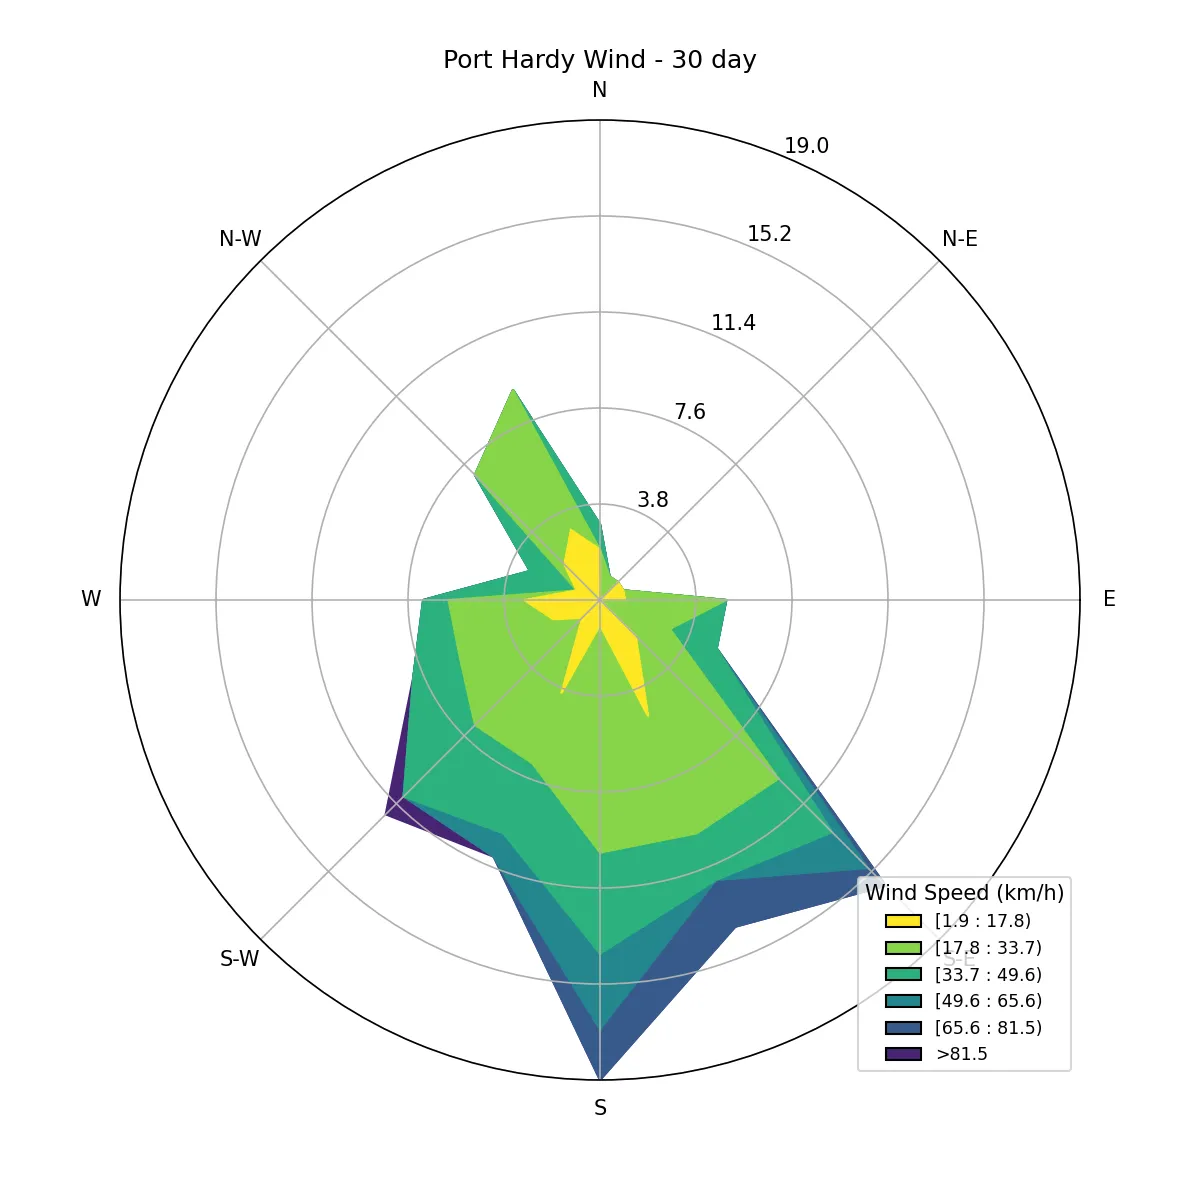 Port Hardy Wind - 30 day
N
19.0
15.2
N-W
N-E
11.4
7.6
3.8
W
E
Wind Speed (km/h)
[1.9 : 17.8)
[17.8 : 33.7)
S-W
S-E
[33.7 : 49.6)
[49.6 : 65.6)
[65.6 : 81.5)
>81.5
S